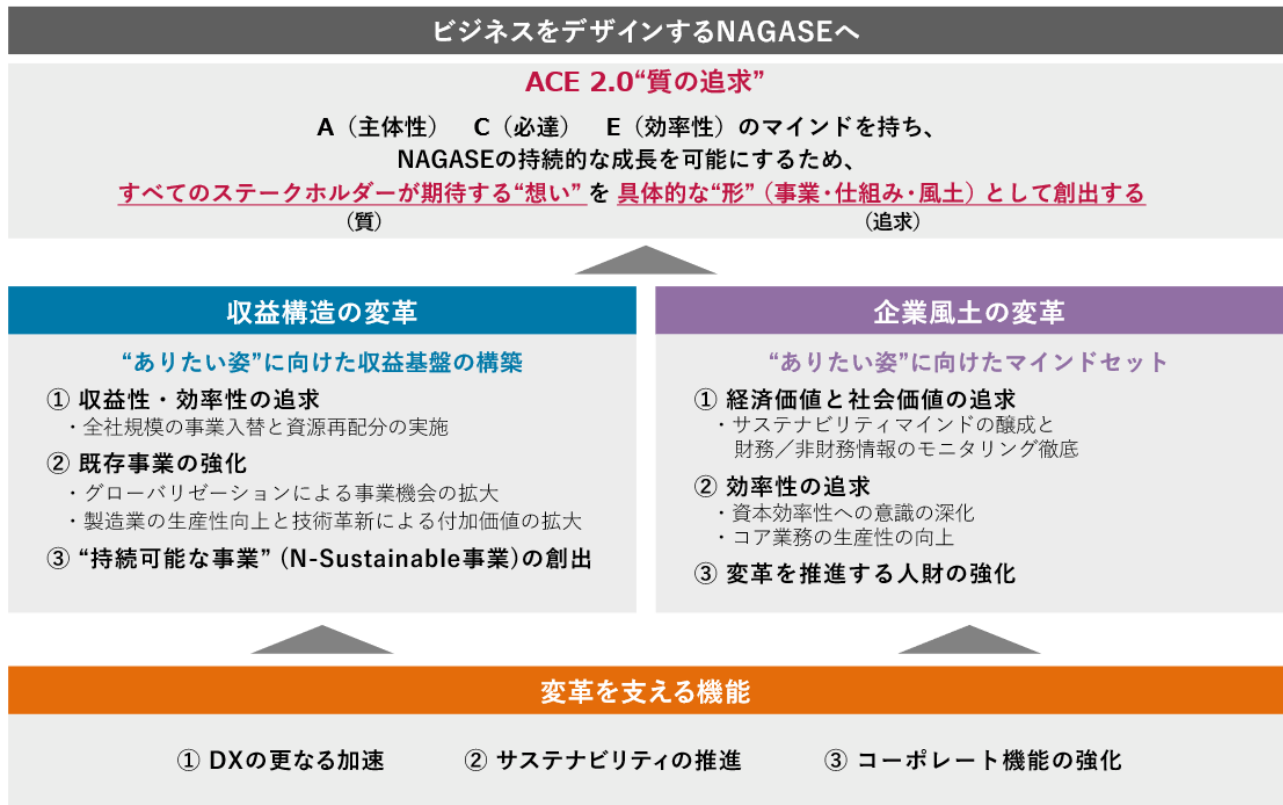 ビジネスをデザインするNAGASEへ
ACE 2.0“質の追求”
A（主体性） C（必達） E（効率性）のマインドを持ち、
NAGASEの持続的な成長を可能にするため、
すべてのステークホルダーが期待する“想い”を 具体的な“形”（事業・仕組み・風土）として創出する
（質） （追求）
収益構造の変革
“ありたい姿”に向けた収益基盤の構築
① 収益性・効率性の追求
・全社規模の事業入替と資源再配分の実施
② 既存事業の強化
・グローバリゼーションによる事業機会の拡大
・製造業の生産性向上と技術革新による付加価値の拡大
③ “持続可能な事業”（N-Sustainable事業）の創出
企業風土の変革
“ありたい姿”に向けたマインドセット
① 経済価値と社会価値の追求
・サステナビリティマインドの醸成と
財務／非財務情報のモニタリング徹底
② 効率性の追求
・資本効率性への意識の深化
・コア業務の生産性の向上
③ 変革を推進する人財の強化
変革を支える機能
① DXの更なる加速 ② サステナビリティの推進 ③ コーポレート機能の強化